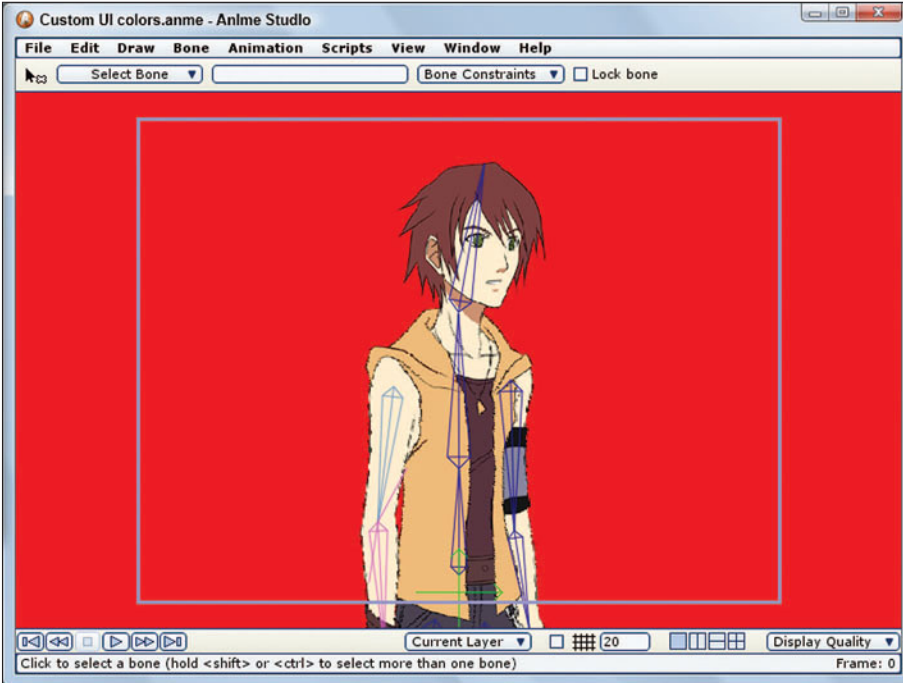 Custom UI colors.anme - AnIme StudIo
File Edit Draw Bone Animation Scripts View Window Help
Select Bone Bone Constraints Lock bone
Current Layer 20 Display Quality
Click to select a bone (hold <shift> or <ctrl> to select more than one bone) Frame: 0